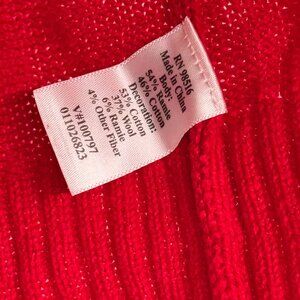 RN 98516
Made in China
Body:
54% Ramie
46% Cotton
Decoration:
53% Cotton
37% Wool
6% Ramie
4% Other Fiber
V#100797
011026823